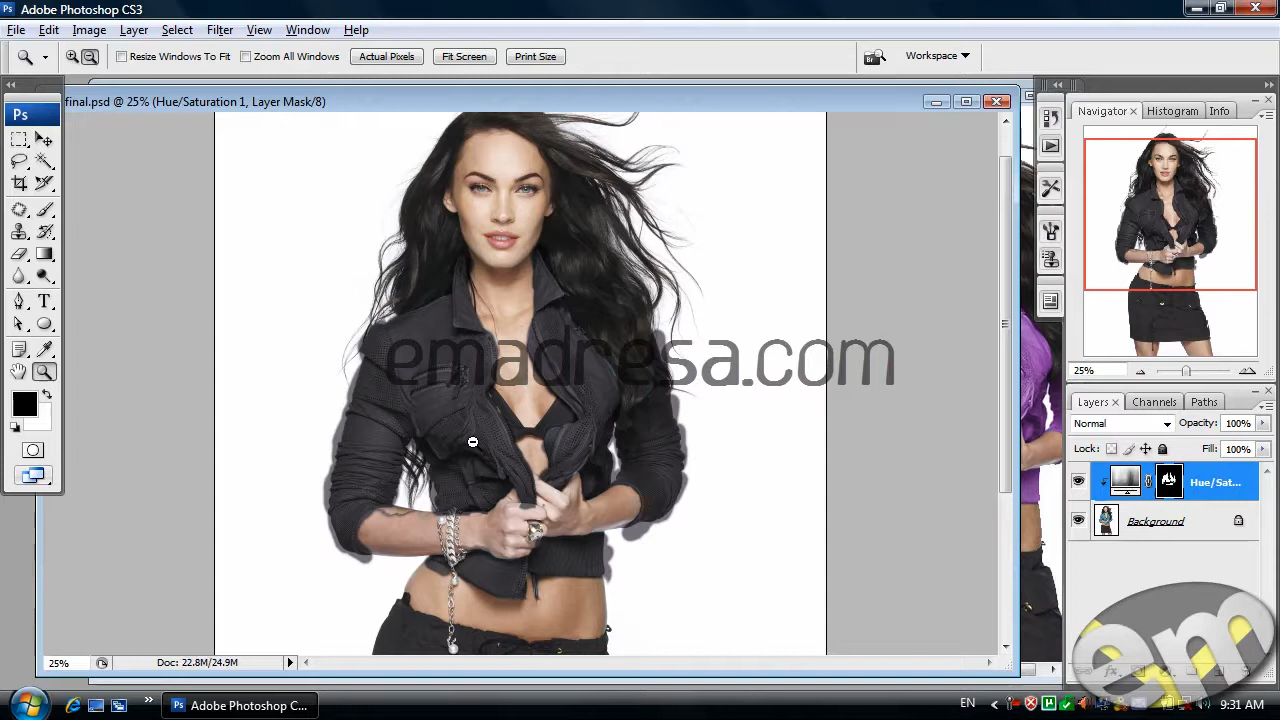 Adobe Photoshop CS3
File Edit Image Layer Select Filter View Window Help
Resize Windows To Fit Zoom All Windows Actual Pixels Fit Screen Print Size Workspace
final.psd @ 25% (Hue/Saturation 1, Layer Mask/8)
Ps
Navigator Histogram Info
25%
Layers Channels Paths
Normal Opacity: 100%
Lock: Fill: 100%
Hue/Sat...
Background
emadresa.com
25% Doc: 22.8M/24.9M
em
Adobe Photoshop C... EN 9:31 AM